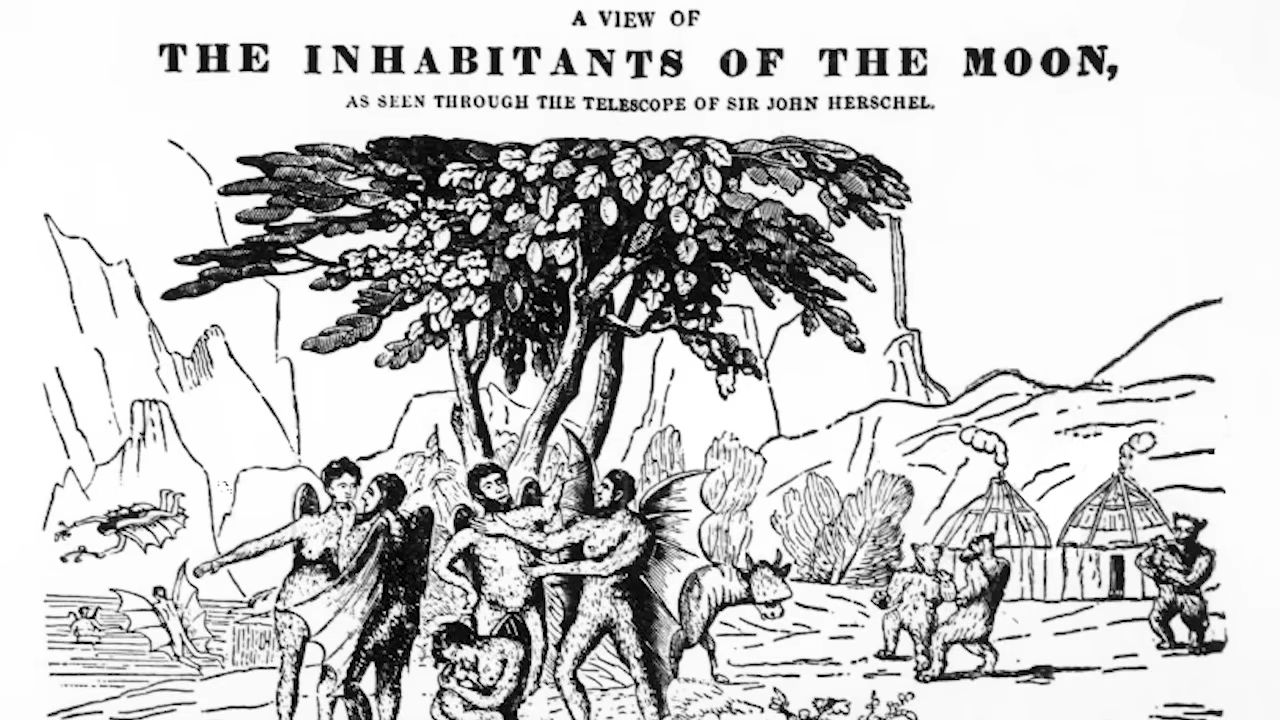 A VIEW OF
THE INHABITANTS OF THE MOON,
AS SEEN THROUGH THE TELESCOPE OF SIR JOHN HERSCHEL.